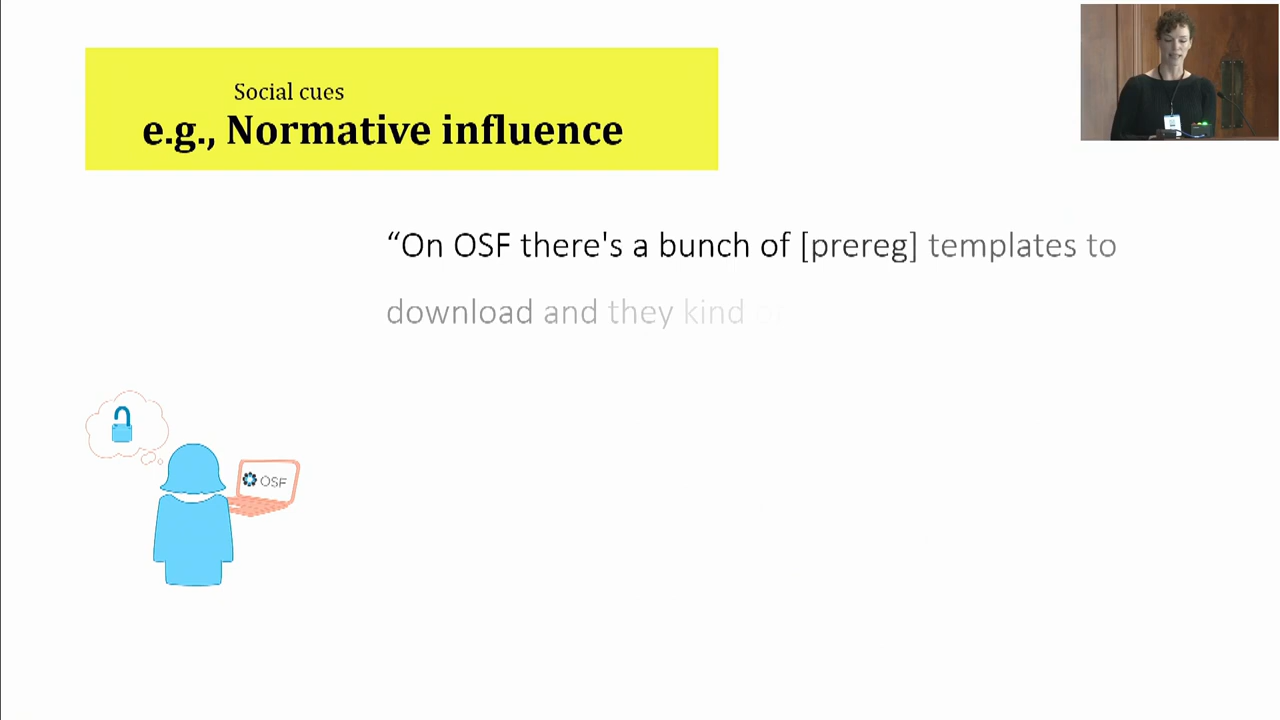 Social cues
e.g., Normative influence
“On OSF there's a bunch of [prereg] templates to
download and they kind
OSF